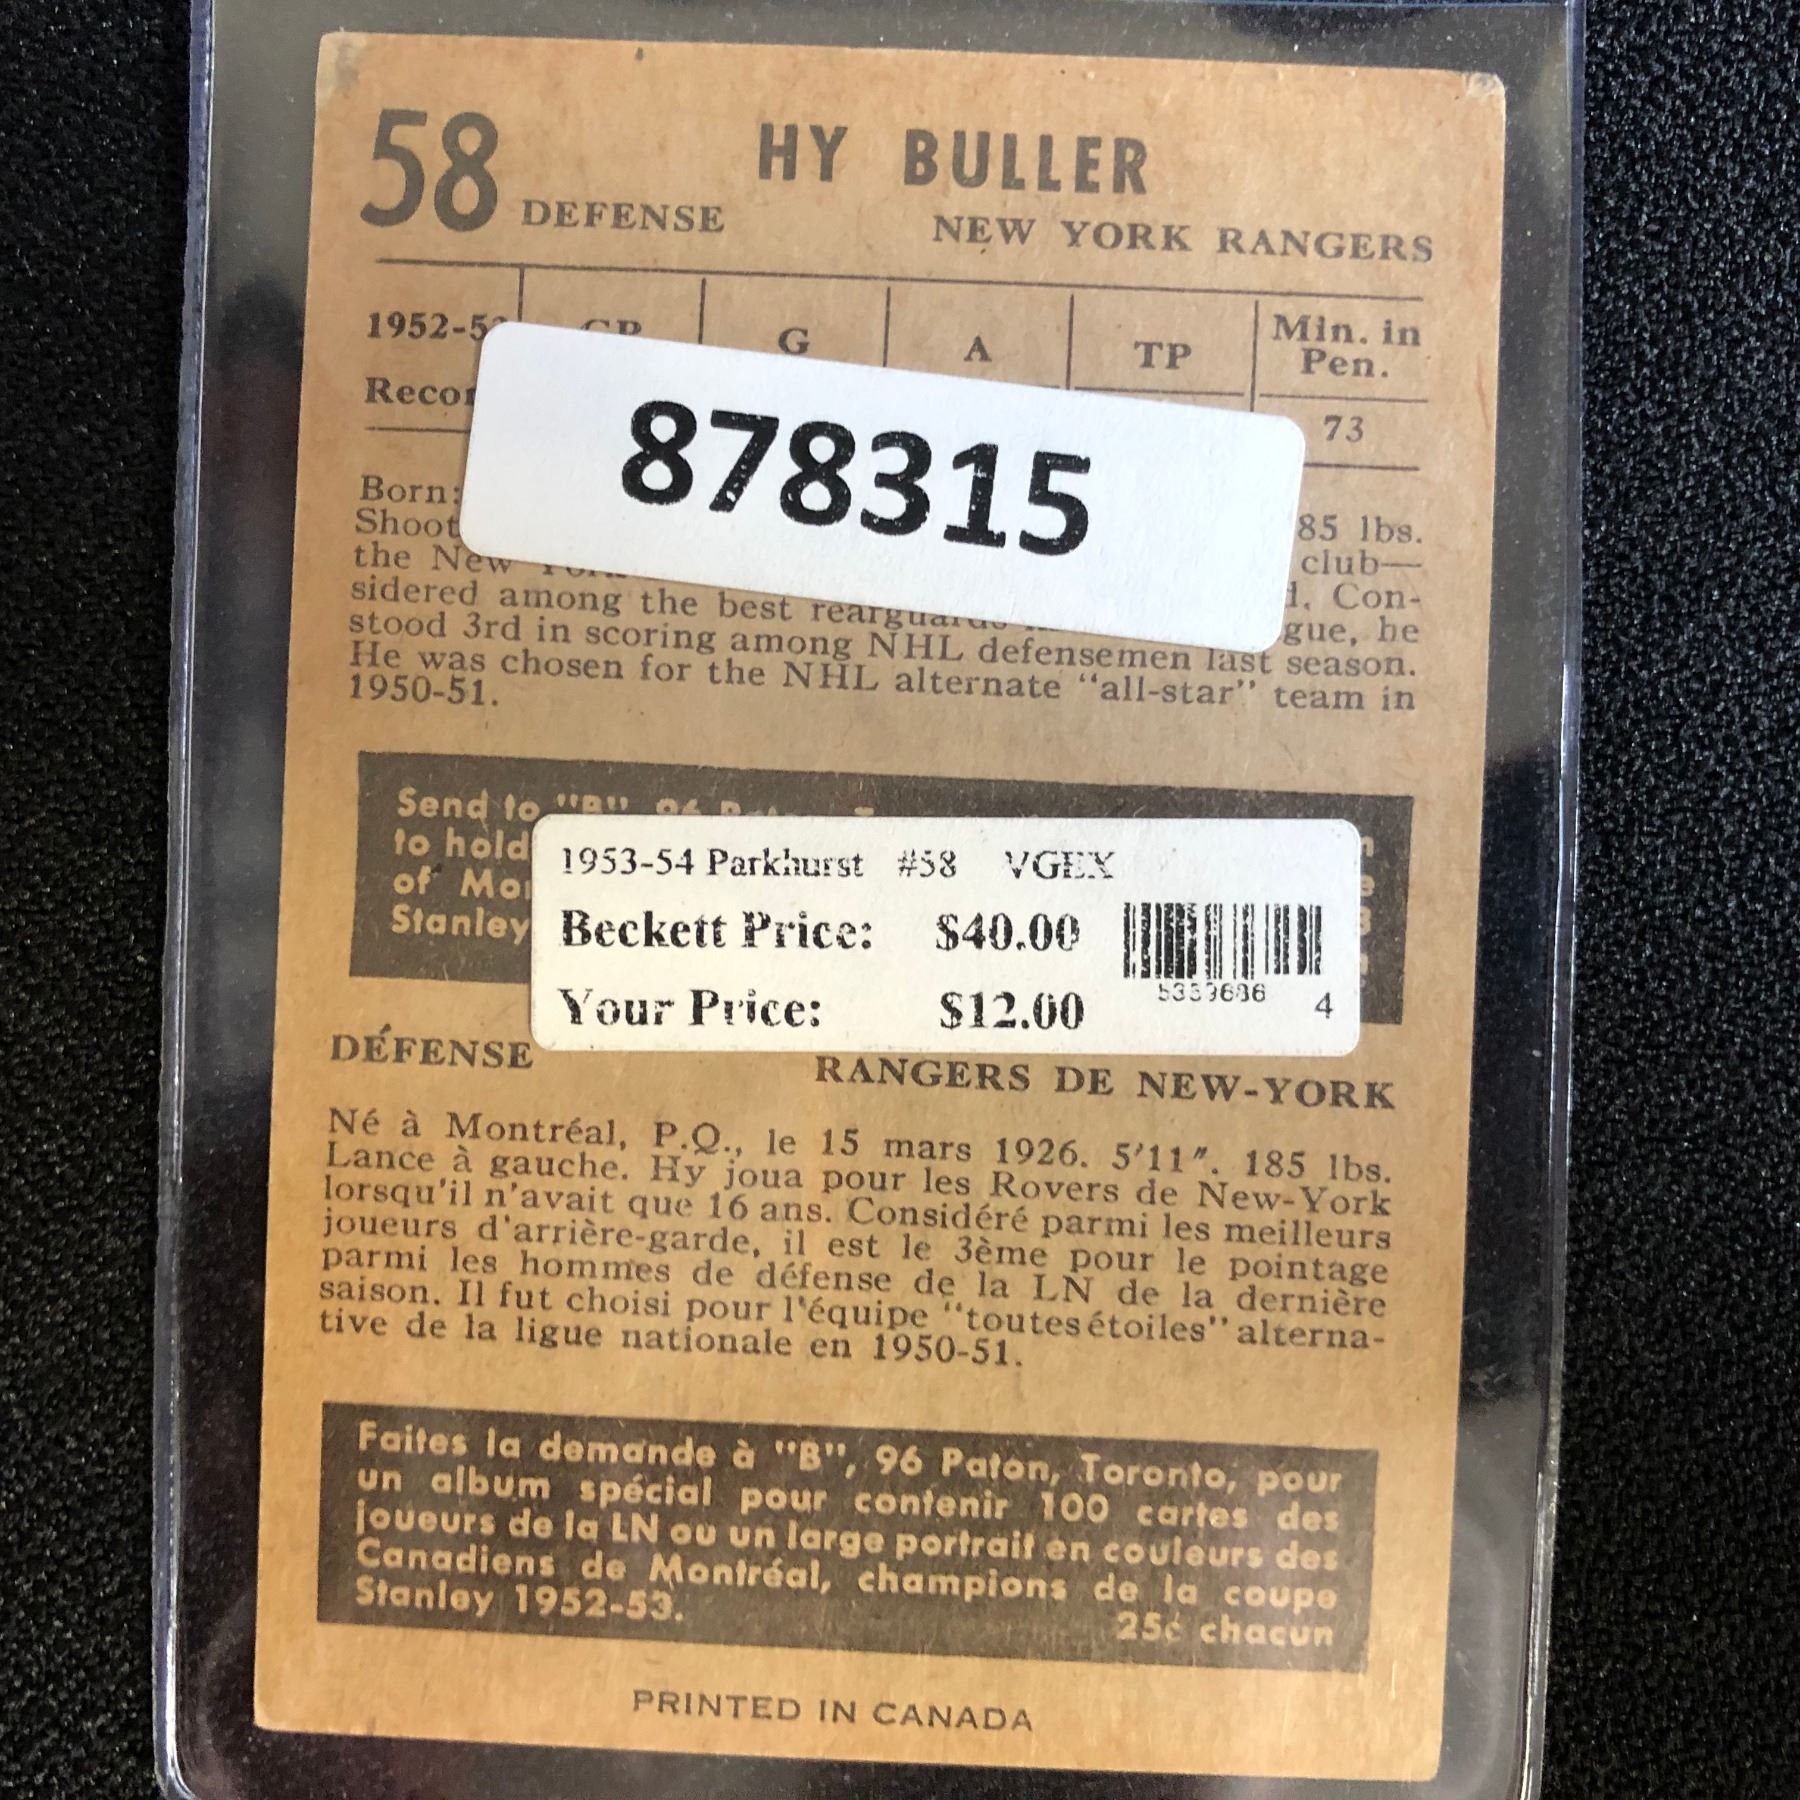 58 HY BULLER
DEFENSE NEW YORK RANGERS
1952-5 GP G A TP Min. in
Pen.
Recor 73
878315
Born:
Shoot 85 lbs.
the New York club—
sidered among the best rearguards d. Con-
stood 3rd in scoring among NHL defensemen last season. gue, he
He was chosen for the NHL alternate "all-star" team in
1950-51.
Send to "B", 96 Paton, T
to hold
of Mon
Stanley
1953-54 Parkhurst #58 VGEX
Beckett Price: $40.00
5339686 4
Your Price: $12.00
DÉFENSE RANGERS DE NEW-YORK
Né à Montréal, P.Q., le 15 mars 1926. 5'11". 185 lbs.
Lance à gauche. Hy joua pour les Rovers de New-York
lorsqu'il n'avait que 16 ans. Considéré parmi les meilleurs
joueurs d'arrière-garde, il est le 3ème pour le pointage
parmi les hommes de défense de la LN de la dernière
saison. Il fut choisi pour l'équipe "toutes étoiles" alterna-
tive de la ligue nationale en 1950-51.
Faites la demande à "B", 96 Paton, Toronto, pour
un album spécial pour contenir 100 cartes des
joueurs de la LN ou un large portrait en couleurs des
Canadiens de Montréal, champions de la coupe
Stanley 1952-53.
25¢ chacun
PRINTED IN CANADA